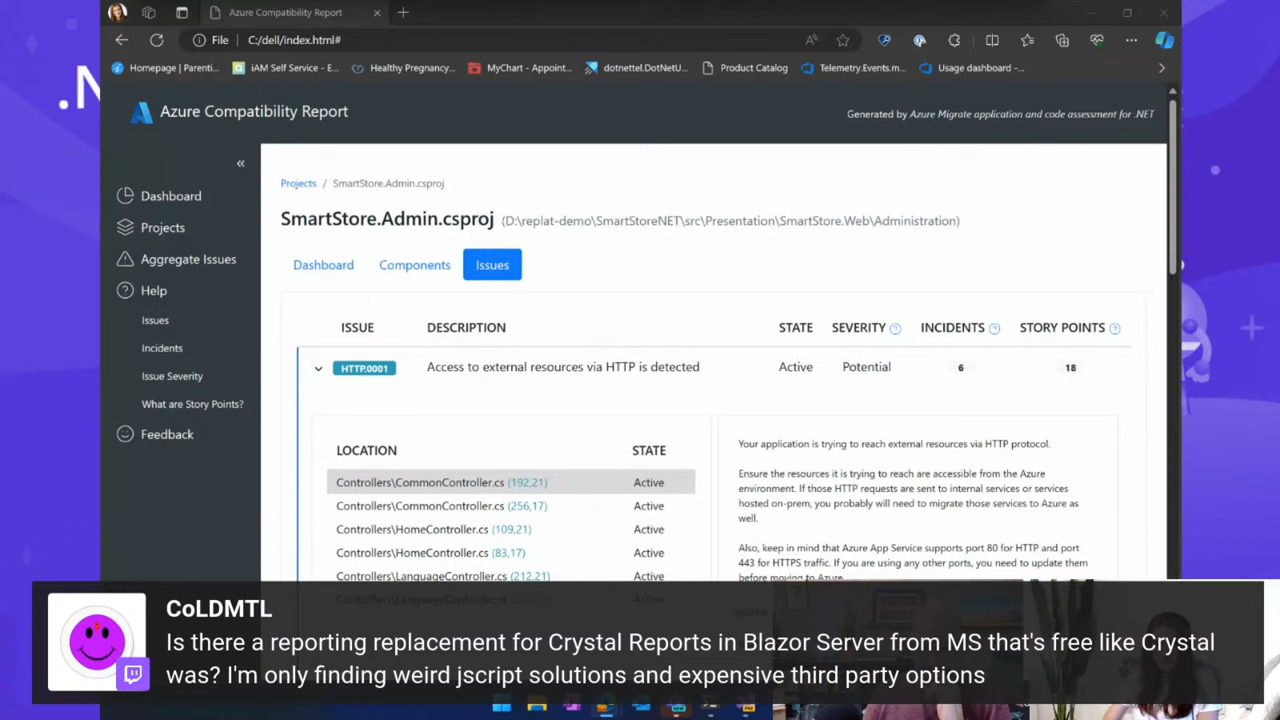 .N
Azure Compatibility Report
File C:/dell/index.html#
Homepage | Parenti...
iAM Self Service - E...
Healthy Pregnancy...
MyChart - Appoint...
dotnettel.DotNetU...
Product Catalog
Telemetry.Events.m...
Usage dashboard -...
Azure Compatibility Report
Generated by Azure Migrate application and code assessment for .NET
Dashboard
Projects
Aggregate Issues
Help
Issues
Incidents
Issue Severity
What are Story Points?
Feedback
Projects / SmartStore.Admin.csproj
SmartStore.Admin.csproj (D:\replat-demo\SmartStoreNET\src\Presentation\SmartStore.Web\Administration)
Dashboard Components Issues
ISSUE DESCRIPTION STATE SEVERITY INCIDENTS STORY POINTS
HTTP.0001 Access to external resources via HTTP is detected Active Potential 6 18
LOCATION STATE
Controllers\CommonController.cs (192,21) Active
Controllers\CommonController.cs (256,17) Active
Controllers\HomeController.cs (109,21) Active
Controllers\HomeController.cs (83,17) Active
Controllers\LanguageController.cs (212,21) Active
Your application is trying to reach external resources via HTTP protocol.
Ensure the resources it is trying to reach are accessible from the Azure
environment. If those HTTP requests are sent to internal services or services
hosted on-prem, you probably will need to migrate those services to Azure as
well.
Also, keep in mind that Azure App Service supports port 80 for HTTP and port
443 for HTTPS traffic. If you are using any other ports, you need to update them
before moving to Azure.
CoLDMTL
Is there a reporting replacement for Crystal Reports in Blazor Server from MS that's free like Crystal
was? I'm only finding weird jscript solutions and expensive third party options